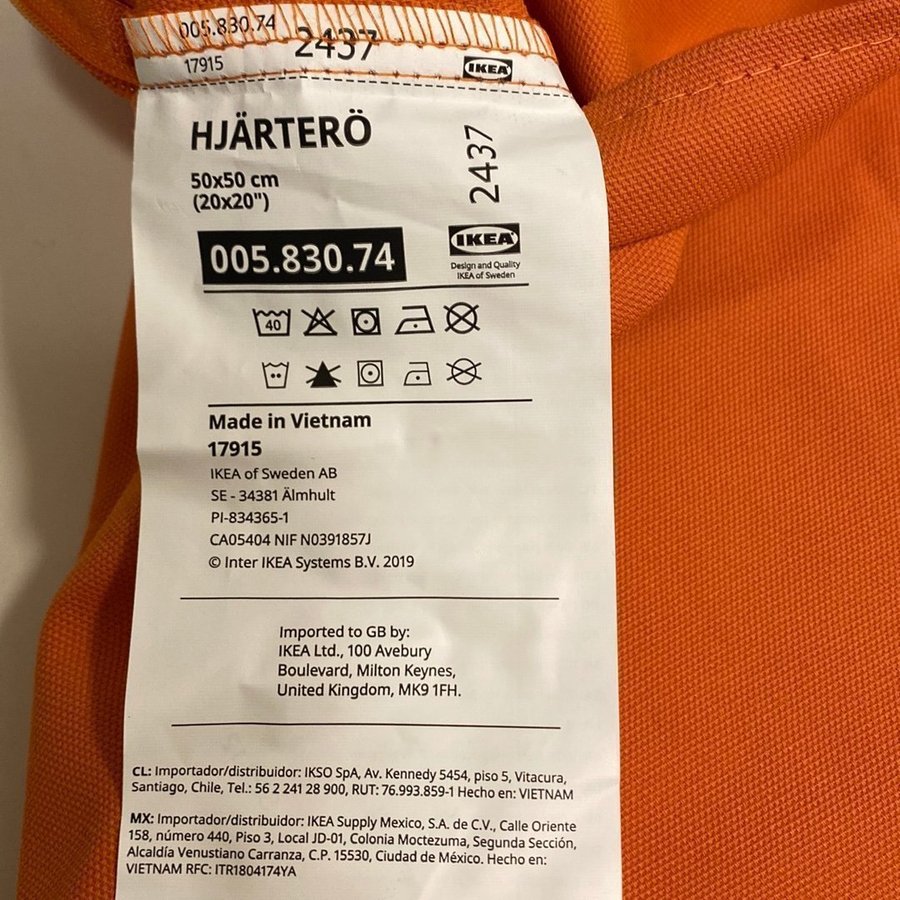 005.830.74 2437
17915 IKEA
HJÄRTERÖ
2437
50x50 cm
(20x20")
005.830.74
IKEA
Design and Quality
IKEA of Sweden
40
Made in Vietnam
17915
IKEA of Sweden AB
SE - 34381 Älmhult
PI-834365-1
CA05404 NIF N0391857J
© Inter IKEA Systems B.V. 2019
Imported to GB by:
IKEA Ltd., 100 Avebury
Boulevard, Milton Keynes,
United Kingdom, MK9 1FH.
CL: Importador/distribuidor: IKSO SpA, Av. Kennedy 5454, piso 5, Vitacura,
Santiago, Chile, Tel.: 56 2 241 28 900, RUT: 76.993.859-1 Hecho en: VIETNAM
MX: Importador/distribuidor: IKEA Supply Mexico, S.A. de C.V., Calle Oriente
158, número 440, Piso 3, Local JD-01, Colonia Moctezuma, Segunda Sección,
Alcaldía Venustiano Carranza, C.P. 15530, Ciudad de México. Hecho en:
VIETNAM RFC: ITR1804174YA